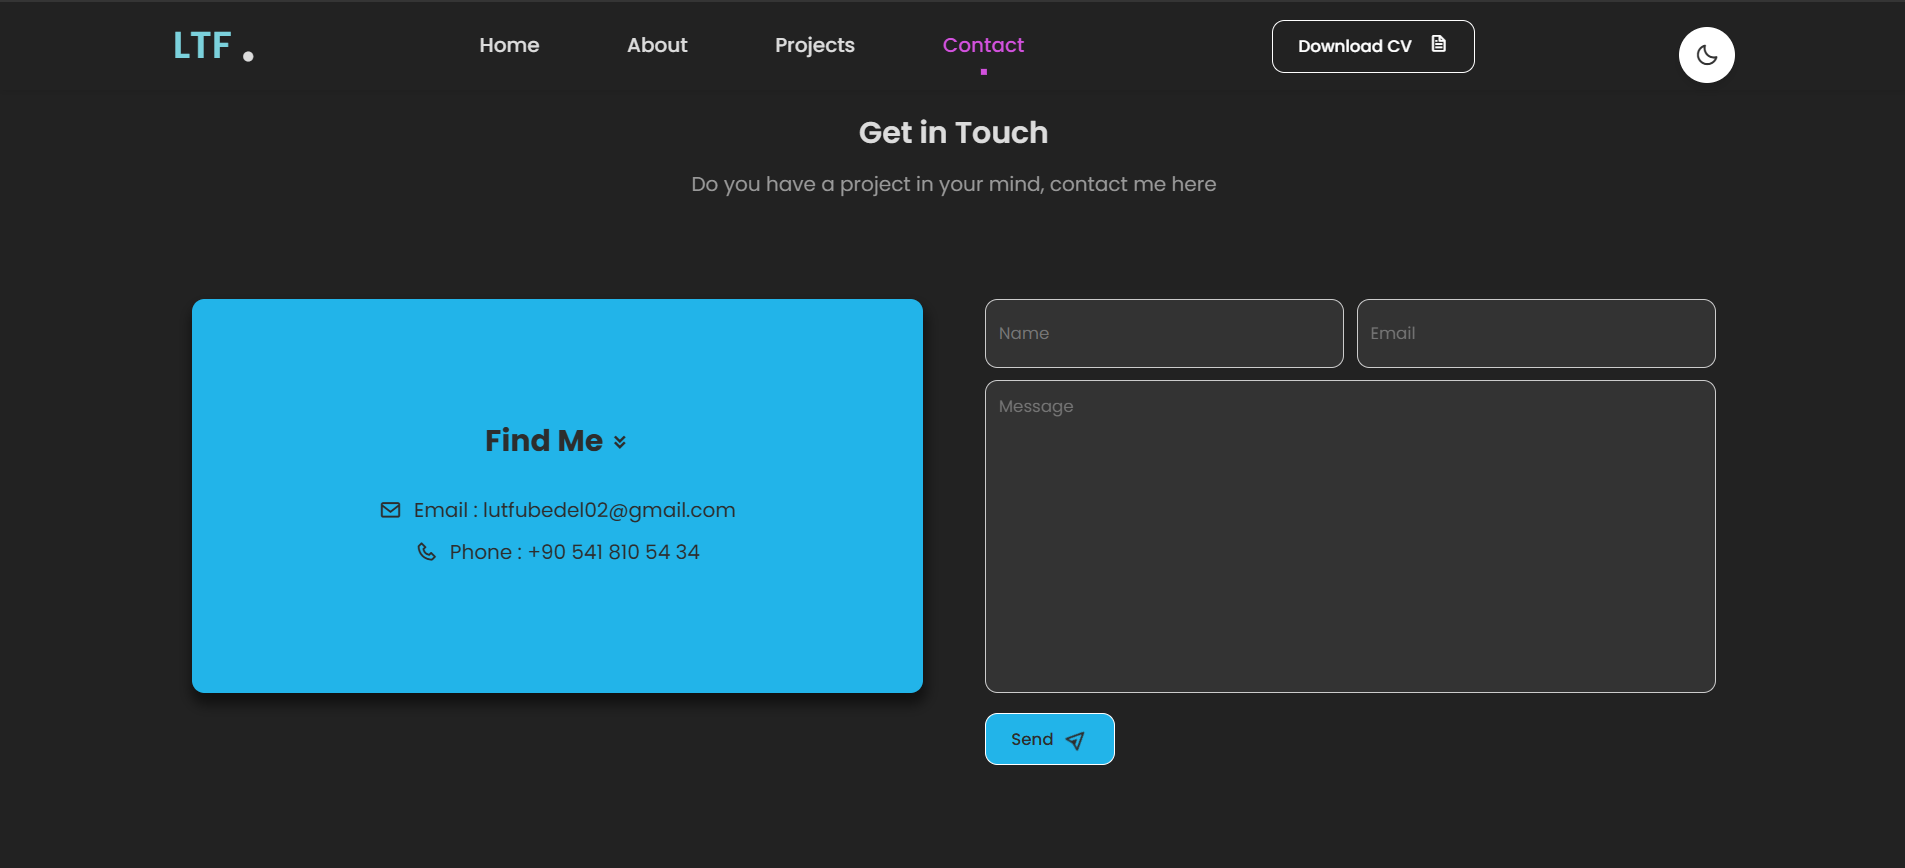 LTF .
Home About Projects Contact Download CV
Get in Touch
Do you have a project in your mind, contact me here
Find Me
Email : lutfubedel02@gmail.com
Phone : +90 541 810 54 34
Name Email
Message
Send